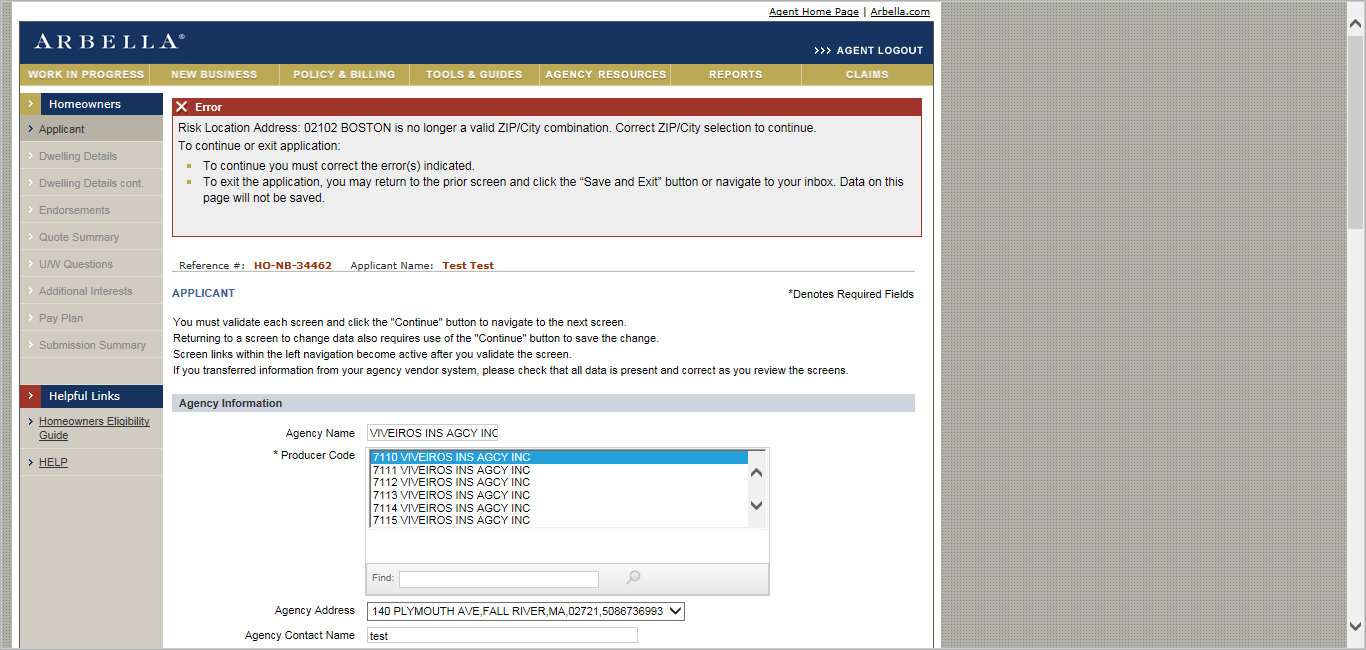 Agent Home Page | Arbella.com
ARBELLA®
>>> AGENT LOGOUT
WORK IN PROGRESS NEW BUSINESS POLICY & BILLING TOOLS & GUIDES AGENCY RESOURCES REPORTS CLAIMS
Homeowners
Applicant
Dwelling Details
Dwelling Details cont.
Endorsements
Quote Summary
U/W Questions
Additional Interests
Pay Plan
Submission Summary
Helpful Links
Homeowners Eligibility
Guide
HELP
Error
Risk Location Address: 02102 BOSTON is no longer a valid ZIP/City combination. Correct ZIP/City selection to continue.
To continue or exit application:
To continue you must correct the error(s) indicated.
To exit the application, you may return to the prior screen and click the “Save and Exit” button or navigate to your inbox. Data on this
page will not be saved.
Reference #: HO-NB-34462 Applicant Name: Test Test
APPLICANT
*Denotes Required Fields
You must validate each screen and click the "Continue" button to navigate to the next screen.
Returning to a screen to change data also requires use of the "Continue" button to save the change.
Screen links within the left navigation become active after you validate the screen.
If you transferred information from your agency vendor system, please check that all data is present and correct as you review the screens.
Agency Information
Agency Name VIVEIROS INS AGCY INC
* Producer Code
7110 VIVEIROS INS AGCY INC
7111 VIVEIROS INS AGCY INC
7112 VIVEIROS INS AGCY INC
7113 VIVEIROS INS AGCY INC
7114 VIVEIROS INS AGCY INC
7115 VIVEIROS INS AGCY INC
Find:
Agency Address 140 PLYMOUTH AVE,FALL RIVER,MA,02721,5086736993
Agency Contact Name test